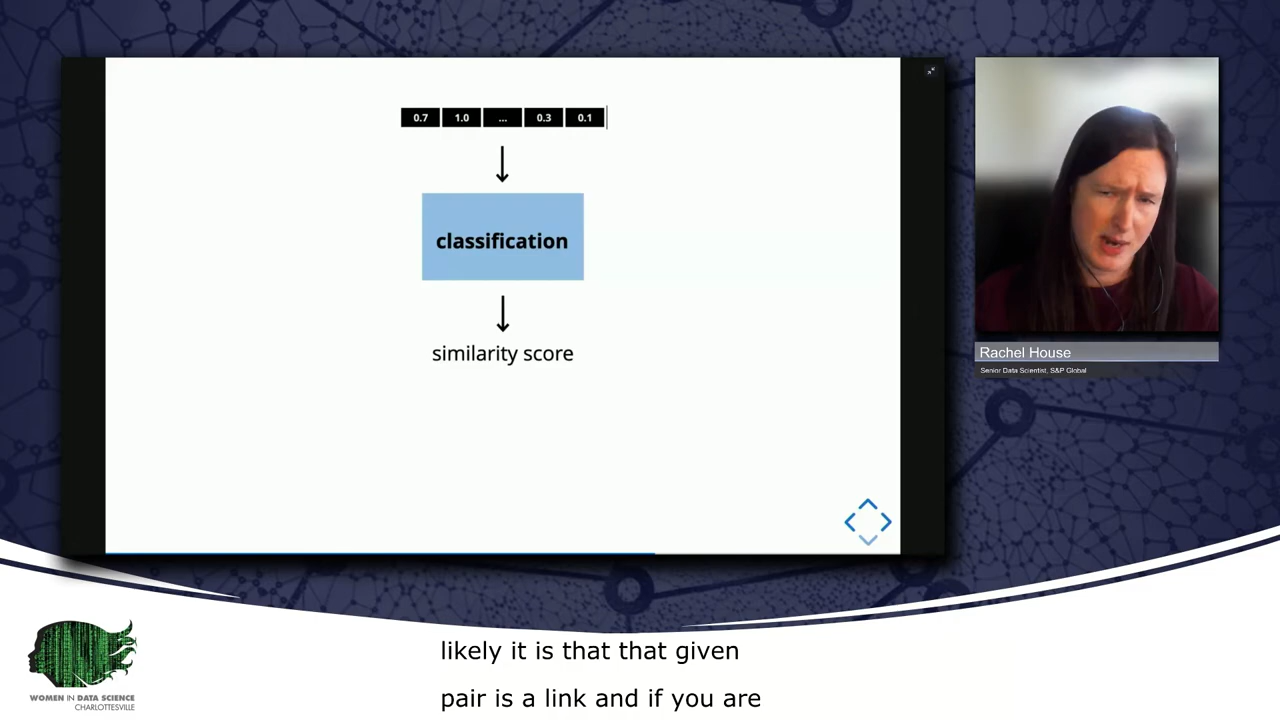 0.7 1.0 ... 0.3 0.1
classification
similarity score
Rachel House
Senior Data Scientist, S&P Global
likely it is that that given
pair is a link and if you are
WOMEN IN DATA SCIENCE
CHARLOTTESVILLE